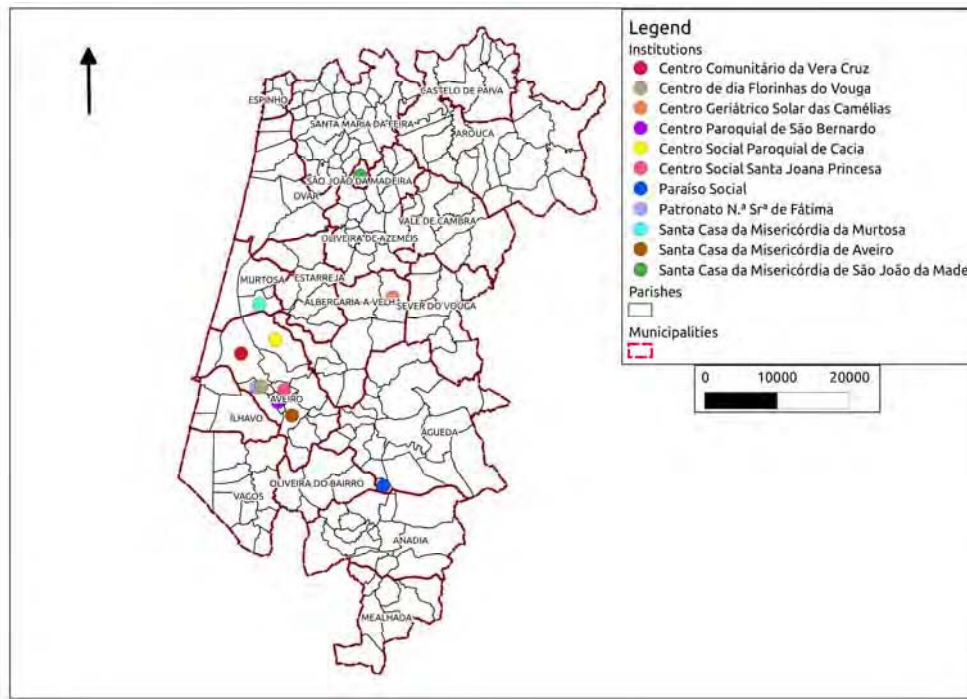 Legend
Institutions
Centro Comunitário da Vera Cruz
Centro de dia Florinhas do Vouga
Centro Geriátrico Solar das Camélias
Centro Paroquial de São Bernardo
Centro Social Paroquial de Cacia
Centro Social Santa Joana Princesa
Paraíso Social
Patronato N.ª Srª de Fátima
Santa Casa da Misericórdia da Murtosa
Santa Casa da Misericórdia de Aveiro
Santa Casa da Misericórdia de São João da Made
Parishes
Municipalities
0 10000 20000
CASTELO DE PAIVA
ESPINHO
SANTA MARIA DA FEIRA
AROUCA
SÃO JOÃO DA MADEIRA
OVAR
VALE DE CAMBRA
OLIVEIRA DE AZEMÉIS
MURTOSA
ESTARREJA
ALBERGARIA-A-VELH
SEVER DO VOUGA
AVEIRO
ÍLHAVO
ÁGUEDA
OLIVEIRA DO BAIRRO
VAGOS
ANADIA
MEALHADA